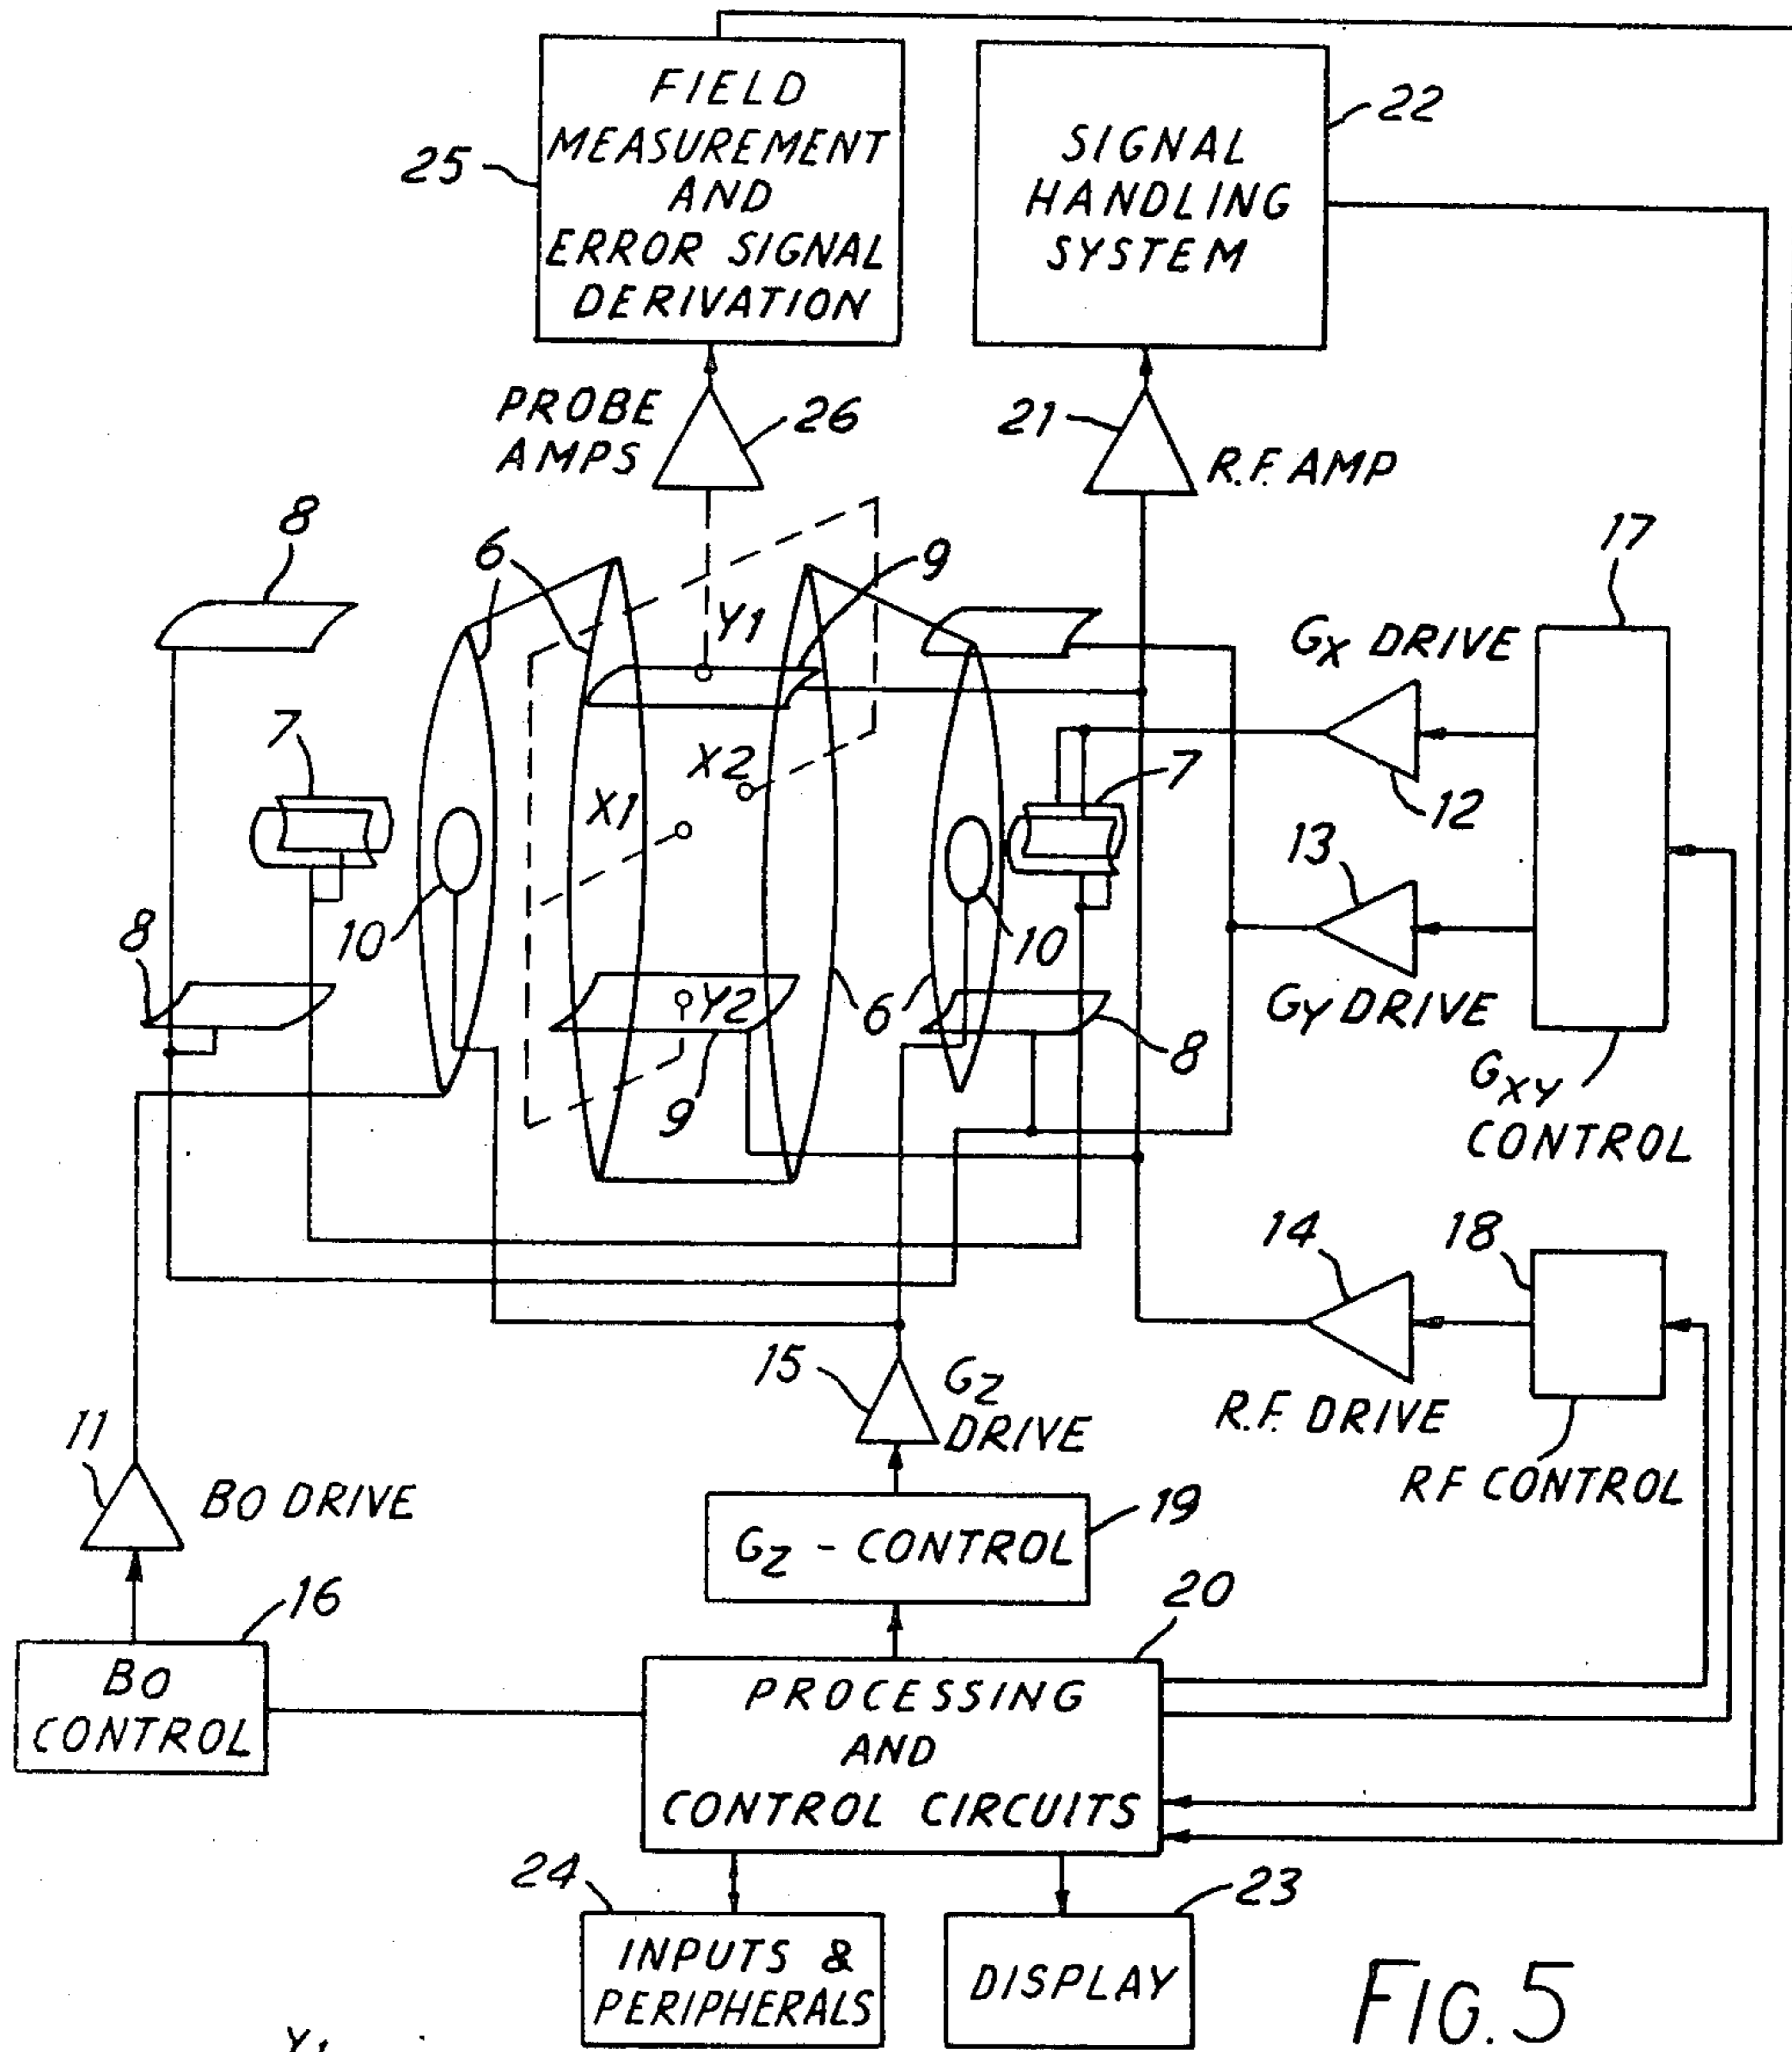 FIELD
MEASUREMENT
AND
ERROR SIGNAL
DERIVATION
25
SIGNAL
HANDLING
SYSTEM
22
PROBE
AMPS
26
21
R.F. AMP
8
6
Y1
9
17
GX DRIVE
7
X2
X1
7
12
13
8
10
10
Y2
6
8
GY DRIVE
9
GXY
CONTROL
14
18
15
GZ
DRIVE
R.F. DRIVE
RF CONTROL
11
BO DRIVE
19
GZ - CONTROL
16
20
BO
CONTROL
PROCESSING
AND
CONTROL CIRCUITS
24
23
INPUTS &
PERIPHERALS
DISPLAY
FIG. 5